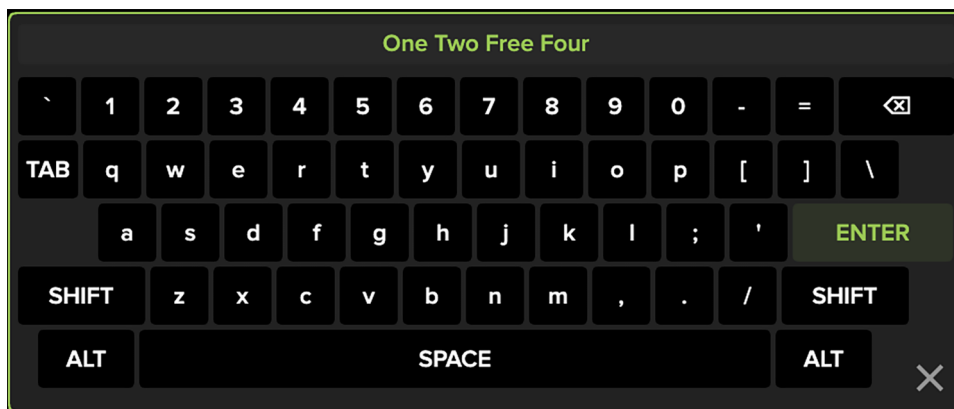 One Two Free Four
` 1 2 3 4 5 6 7 8 9 0 - =
TAB q w e r t y u i o p [ ] \
a s d f g h j k l ; ' ENTER
SHIFT z x c v b n m , . / SHIFT
ALT SPACE ALT